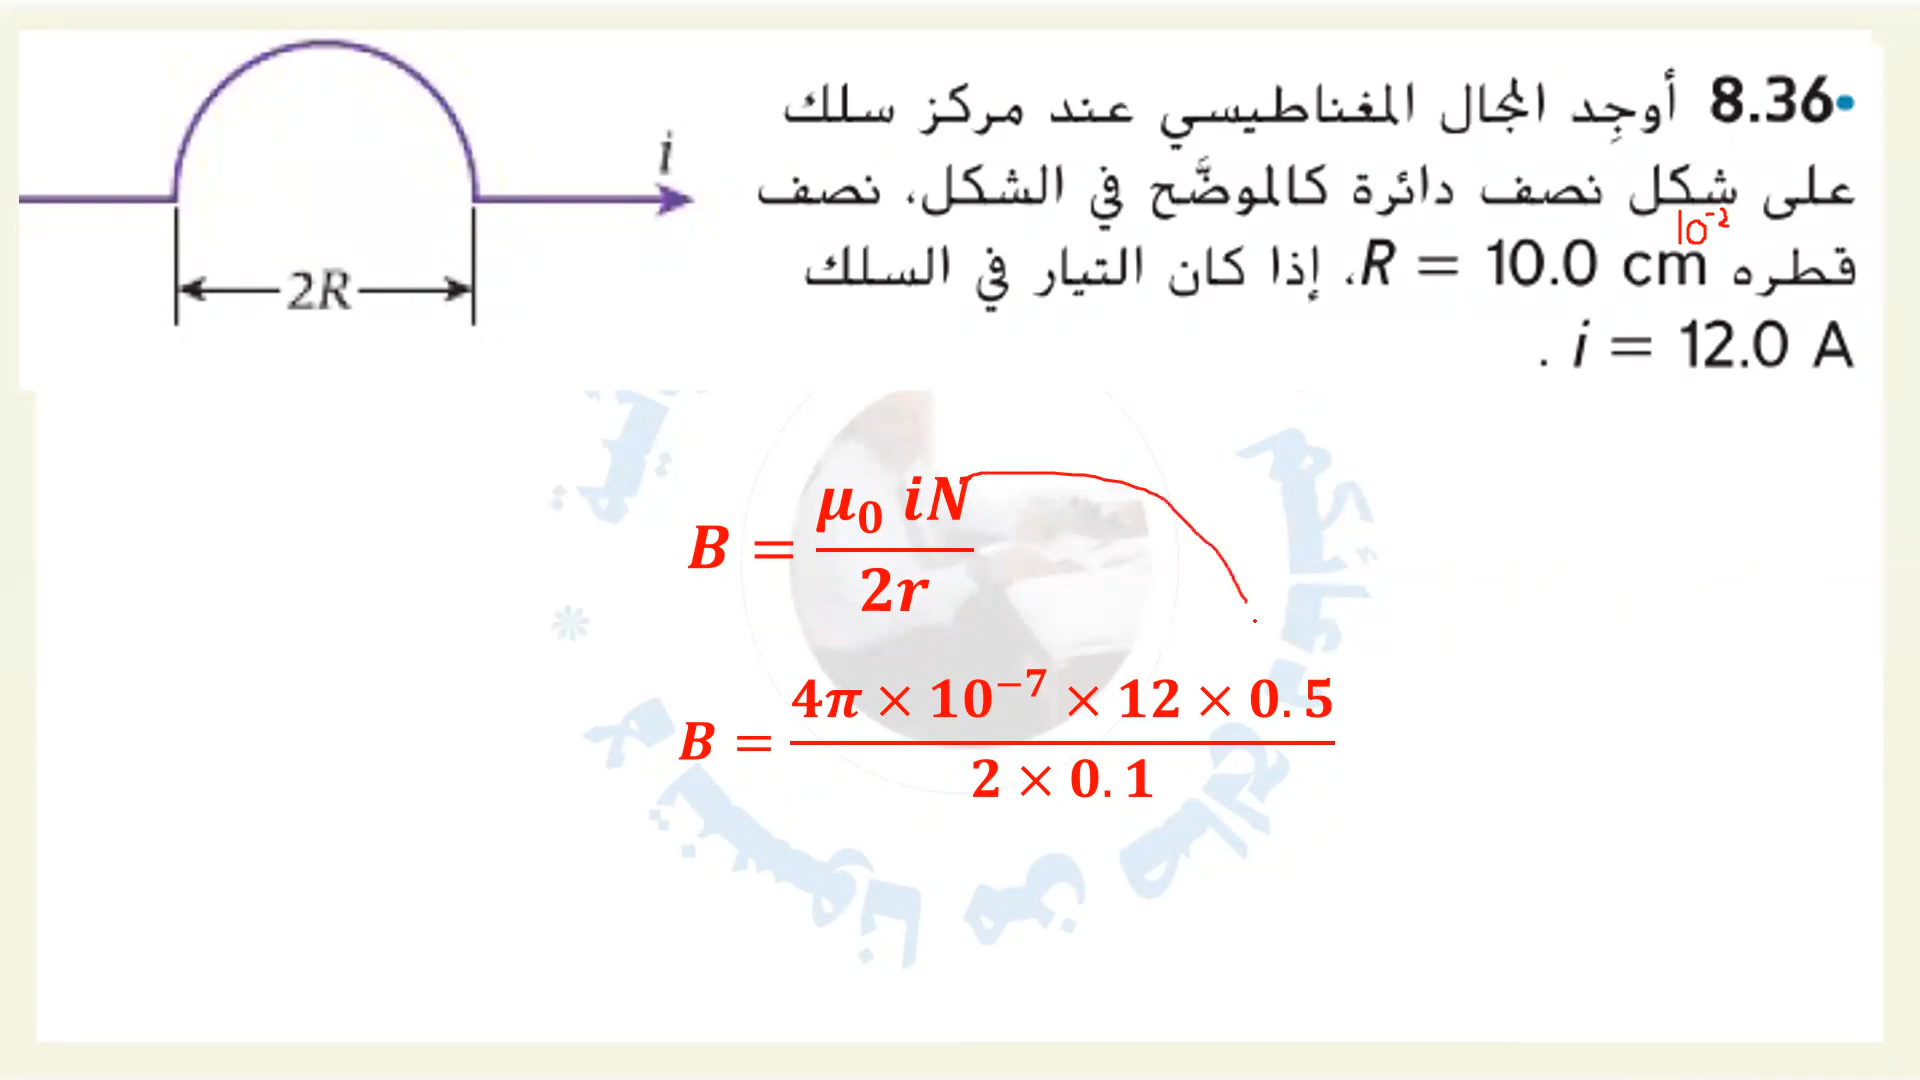 •8.36 أوجِد المجال المغناطيسي عند مركز سلك
على شكل نصف دائرة كالموضَّح في الشكل، نصف
10⁻²
قطره R = 10.0 cm، إذا كان التيار في السلك
i = 12.0 A .
i
2R
B = μ₀ iN / 2r
B = 4π × 10⁻⁷ × 12 × 0.5 / 2 × 0.1